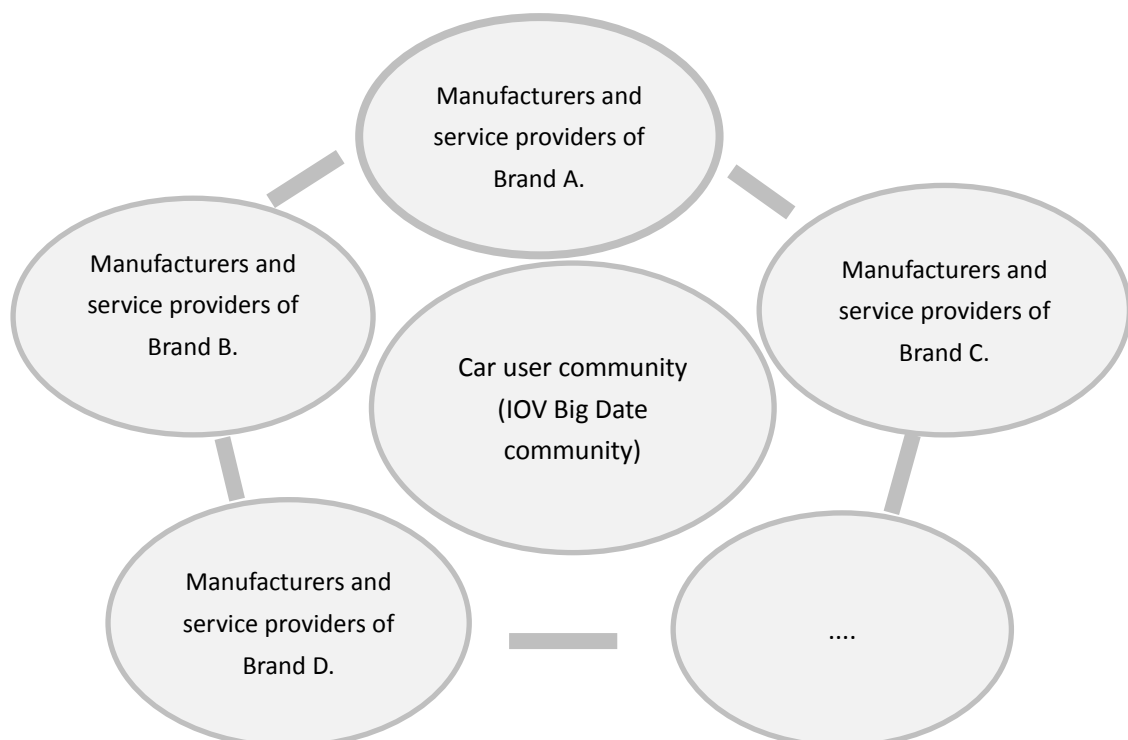 Manufacturers and
service providers of
Brand A.
Manufacturers and
service providers of
Brand B.
Manufacturers and
service providers of
Brand C.
Car user community
(IOV Big Date
community)
Manufacturers and
service providers of
Brand D.
....